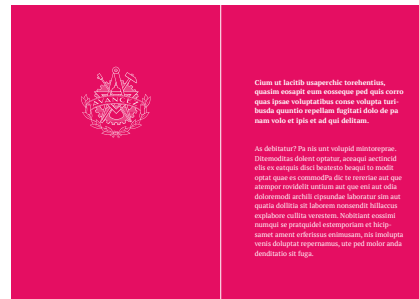 AVANCEZ
Cium ut lacitib usaperchic torehentius,
quasim eosapit eum eosseque ped quis corro
quas ipsae voluptatibus conse volupta turi-
busda quuntio repellam fugitati dolo de pa
nam volo et ipis et ad qui delitam.
As debitatur? Pa nis unt volupid mintoreprae.
Ditemoditas dolent optatur, aceaqui aectincid
elis ex eatquis disci beatesto beaqui to modit
optat quae es commodPa dic te rereriae aut que
atempor rovidelit untium aut que eni aut odia
doloremodi archili cipsundae laboratur sim aut
quatia dollitia sit laborem nonsendit hillaccus
explabore cullita verestem. Nobitiant eossimi
numqui se pratquidel estemporiam et hicip-
samet ament erferissus enimusam, nis imolupta
venis doluptat repernamus, ute ped molor anda
denditatio sit fuga.